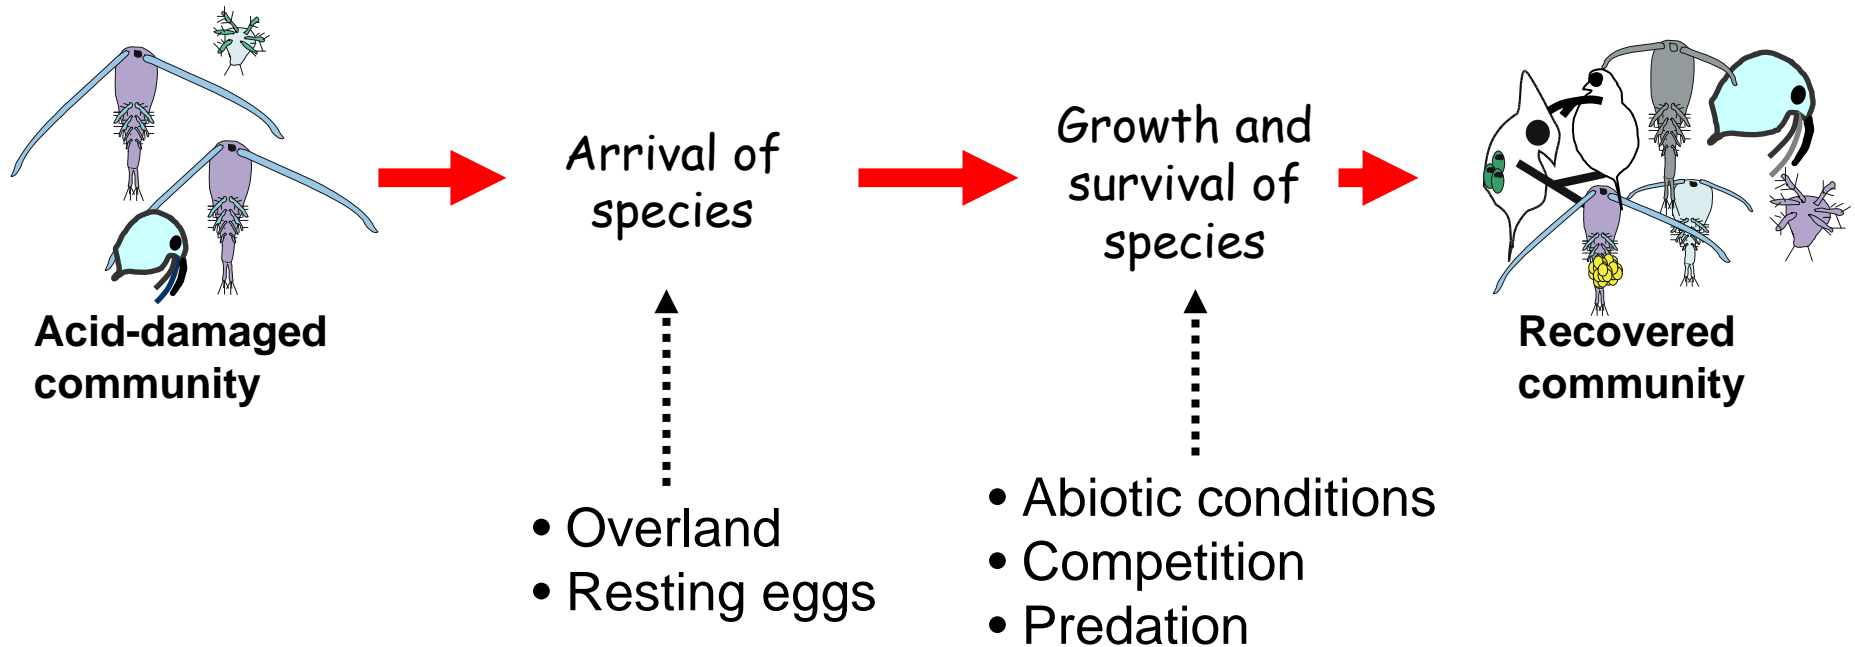 Acid-damaged
community
Arrival of
species
• Overland
• Resting eggs
Growth and
survival of
species
• Abiotic conditions
• Competition
• Predation
Recovered
community